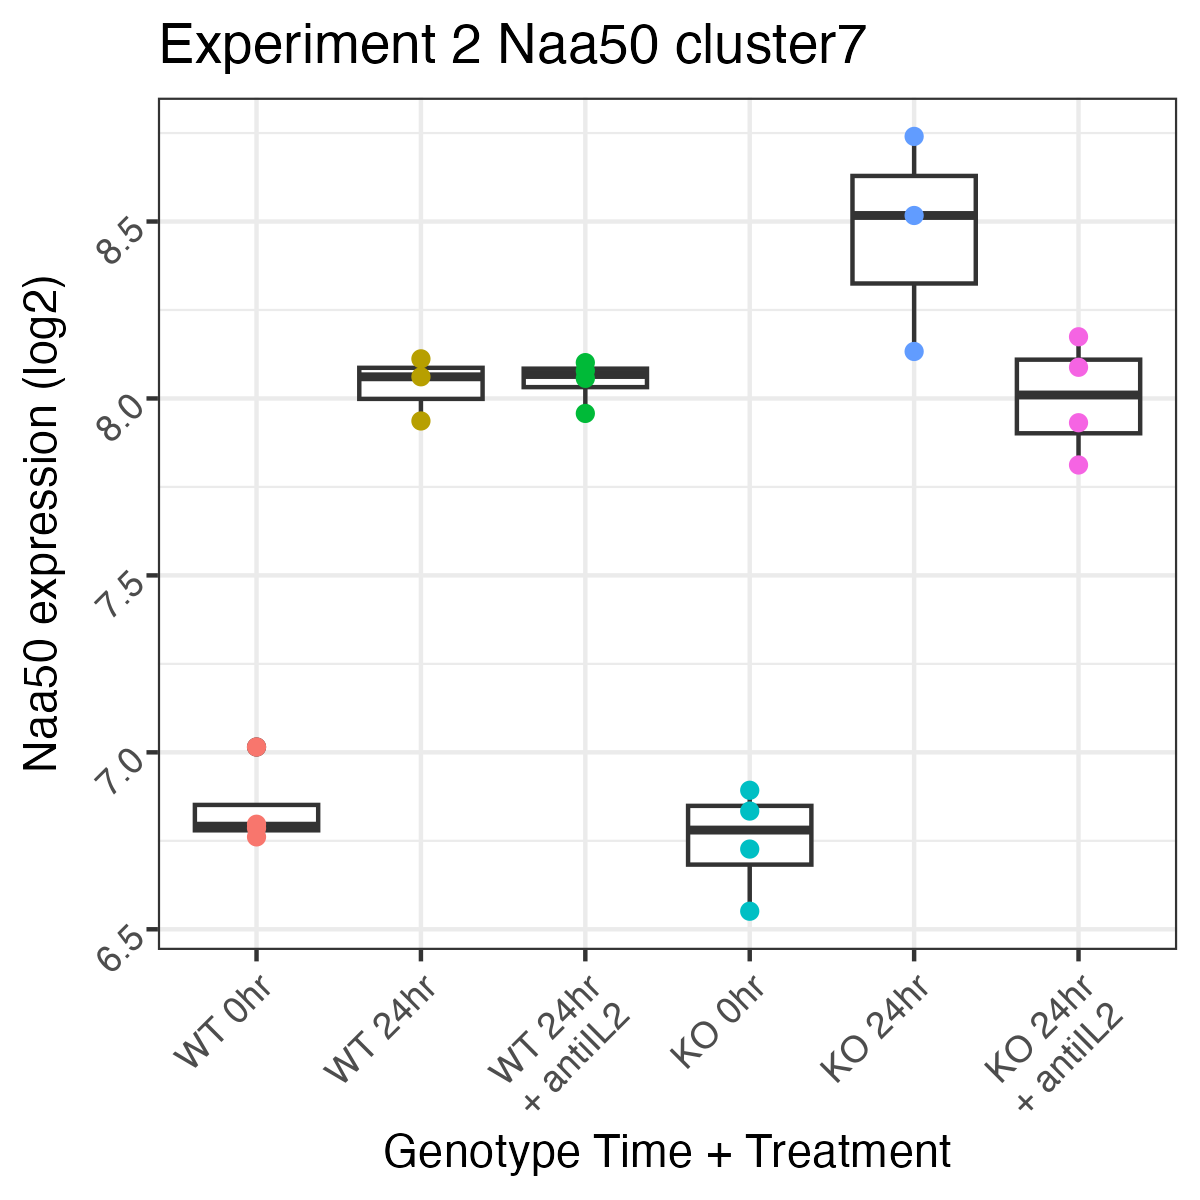 Experiment 2 Naa50 cluster7
Naa50 expression (log2)
8.5
8.0
7.5
7.0
6.5
WT 0hr
WT 24hr
WT 24hr
+ antiIL2
KO 0hr
KO 24hr
KO 24hr
+ antiIL2
Genotype Time + Treatment